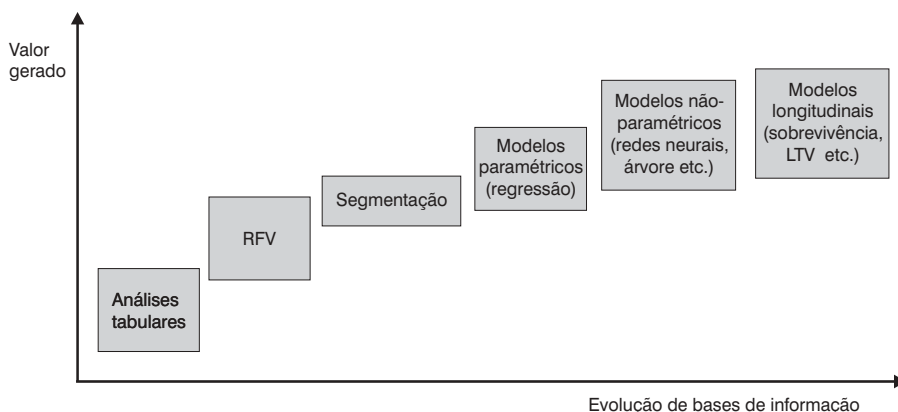 Valor
gerado
Análises
tabulares
RFV
Segmentação
Modelos
paramétricos
(regressão)
Modelos não-
paramétricos
(redes neurais,
árvore etc.)
Modelos
longitudinais
(sobrevivência,
LTV etc.)
Evolução de bases de informação